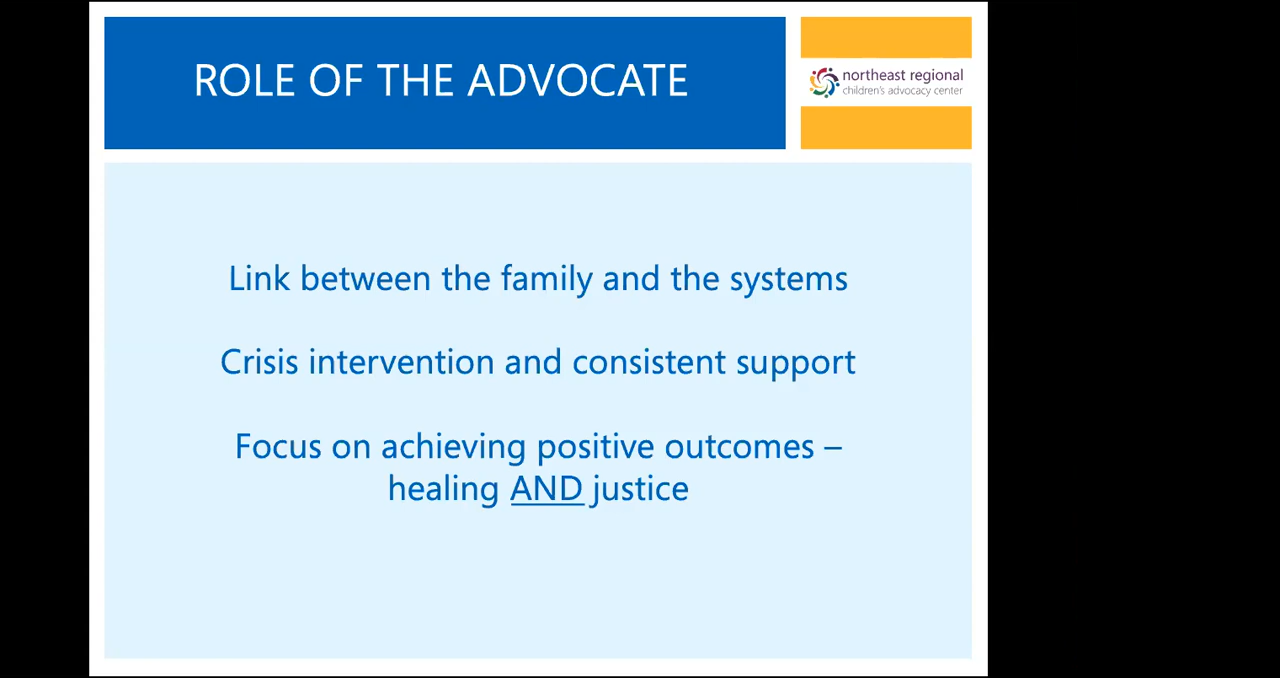 ROLE OF THE ADVOCATE
northeast regional
children's advocacy center
Link between the family and the systems
Crisis intervention and consistent support
Focus on achieving positive outcomes –
healing AND justice